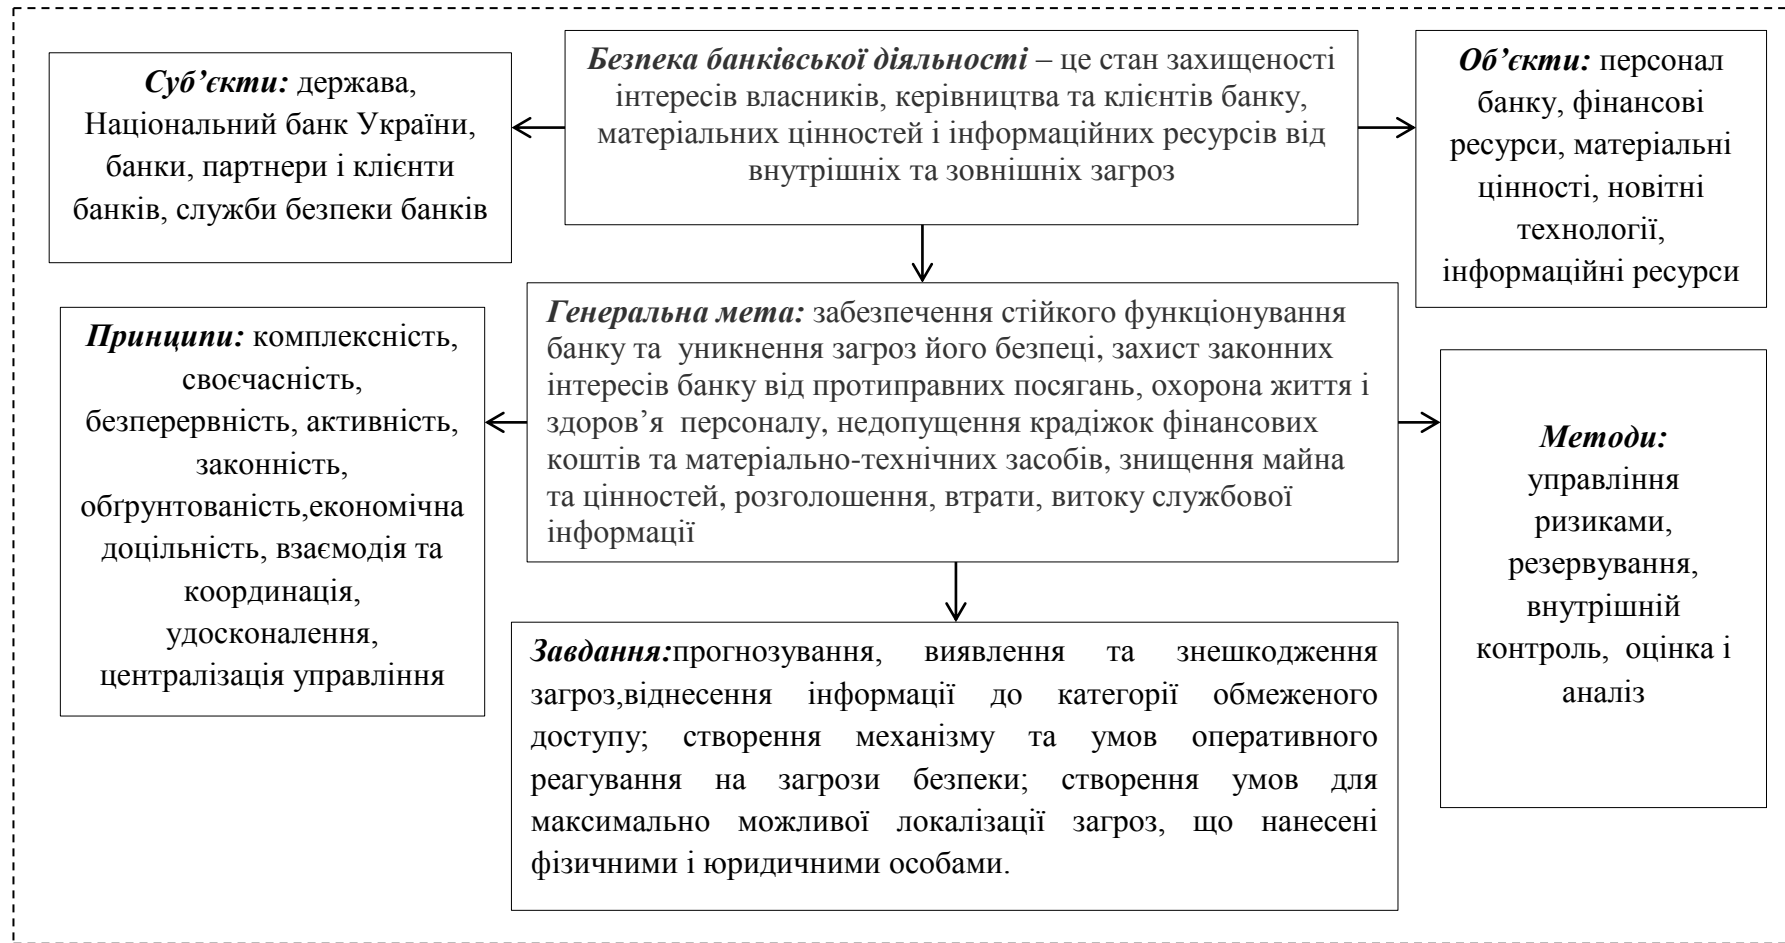 Суб’єкти: держава,
Національний банк України,
банки, партнери і клієнти
банків, служби безпеки банків
Безпека банківської діяльності – це стан захищеності
інтересів власників, керівництва та клієнтів банку,
матеріальних цінностей і інформаційних ресурсів від
внутрішніх та зовнішніх загроз
Об’єкти: персонал
банку, фінансові
ресурси, матеріальні
цінності, новітні
технології,
інформаційні ресурси
Принципи: комплексність,
своєчасність,
безперервність, активність,
законність,
обґрунтованість,економічна
доцільність, взаємодія та
координація,
удосконалення,
централізація управління
Генеральна мета: забезпечення стійкого функціонування
банку та уникнення загроз його безпеці, захист законних
інтересів банку від протиправних посягань, охорона життя і
здоров’я персоналу, недопущення крадіжок фінансових
коштів та матеріально-технічних засобів, знищення майна
та цінностей, розголошення, втрати, витоку службової
інформації
Методи:
управління
ризиками,
резервування,
внутрішній
контроль, оцінка і
аналіз
Завдання:прогнозування, виявлення та знешкодження
загроз,віднесення інформації до категорії обмеженого
доступу; створення механізму та умов оперативного
реагування на загрози безпеки; створення умов для
максимально можливої локалізації загроз, що нанесені
фізичними і юридичними особами.